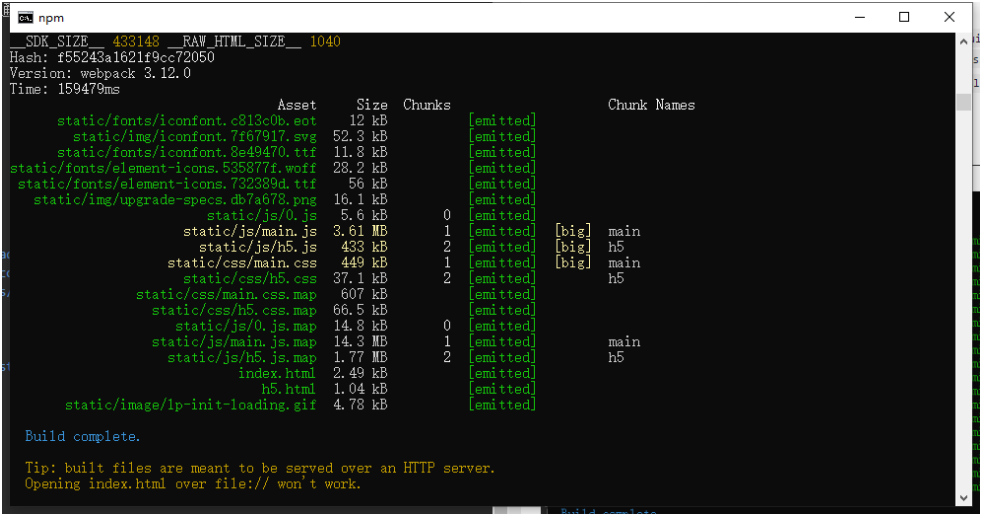 npm
__SDK_SIZE__ 433148 __RAW_HTML_SIZE__ 1040
Hash: f55243a1621f9cc72050
Version: webpack 3.12.0
Time: 159479ms
Asset Size Chunks Chunk Names
static/fonts/iconfont.c813c0b.eot 12 kB [emitted]
static/img/iconfont.7f67917.svg 52.3 kB [emitted]
static/fonts/iconfont.8e49470.ttf 11.8 kB [emitted]
static/fonts/element-icons.535877f.woff 28.2 kB [emitted]
static/fonts/element-icons.732389d.ttf 56 kB [emitted]
static/img/upgrade-specs.db7a678.png 16.1 kB [emitted]
static/js/0.js 5.6 kB 0 [emitted]
static/js/main.js 3.61 MB 1 [emitted] [big] main
static/js/h5.js 433 kB 2 [emitted] [big] h5
static/css/main.css 449 kB 1 [emitted] [big] main
static/css/h5.css 37.1 kB 2 [emitted] h5
static/css/main.css.map 607 kB [emitted]
static/css/h5.css.map 66.5 kB [emitted]
static/js/0.js.map 14.8 kB 0 [emitted]
static/js/main.js.map 14.3 MB 1 [emitted] main
static/js/h5.js.map 1.77 MB 2 [emitted] h5
index.html 2.49 kB [emitted]
h5.html 1.04 kB [emitted]
static/image/lp-init-loading.gif 4.78 kB [emitted]
Build complete.
Tip: built files are meant to be served over an HTTP server.
Opening index.html over file:// won't work.
Build complete